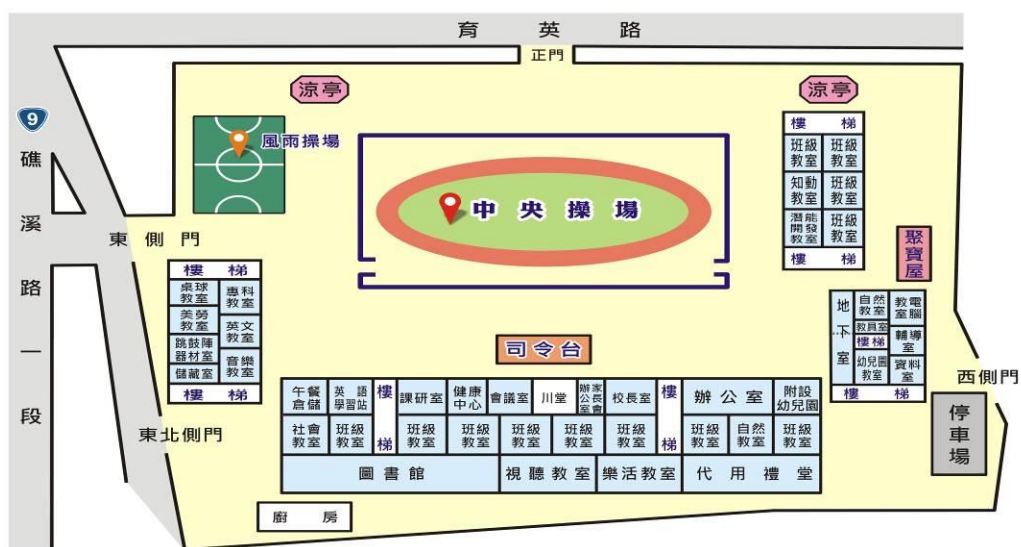 育英路
正門
9
礁溪路一段
涼亭
涼亭
風雨操場
中央操場
東側門
樓梯
班級教室
班級教室
知動教室
班級教室
潛能開發教室
班級教室
樓梯
聚寶屋
樓梯
桌球教室
專科教室
美勞教室
英文教室
跳鼓陣器材室
音樂教室
儲藏室
樓梯
東北側門
地下室
自然教室
教電室腦
教具室
樓梯
輔導室
幼兒園教室
資料室
樓梯
西側門
停車場
司令台
午餐倉儲
英語學習站
樓梯
課研室
健康中心
會議室
川堂
辦家公長室會
校長室
樓梯
辦公室
附設幼兒園
社會教室
班級教室
班級教室
班級教室
班級教室
班級教室
班級教室
班級教室
自然教室
班級教室
圖書館
視聽教室
樂活教室
代用禮堂
廚房